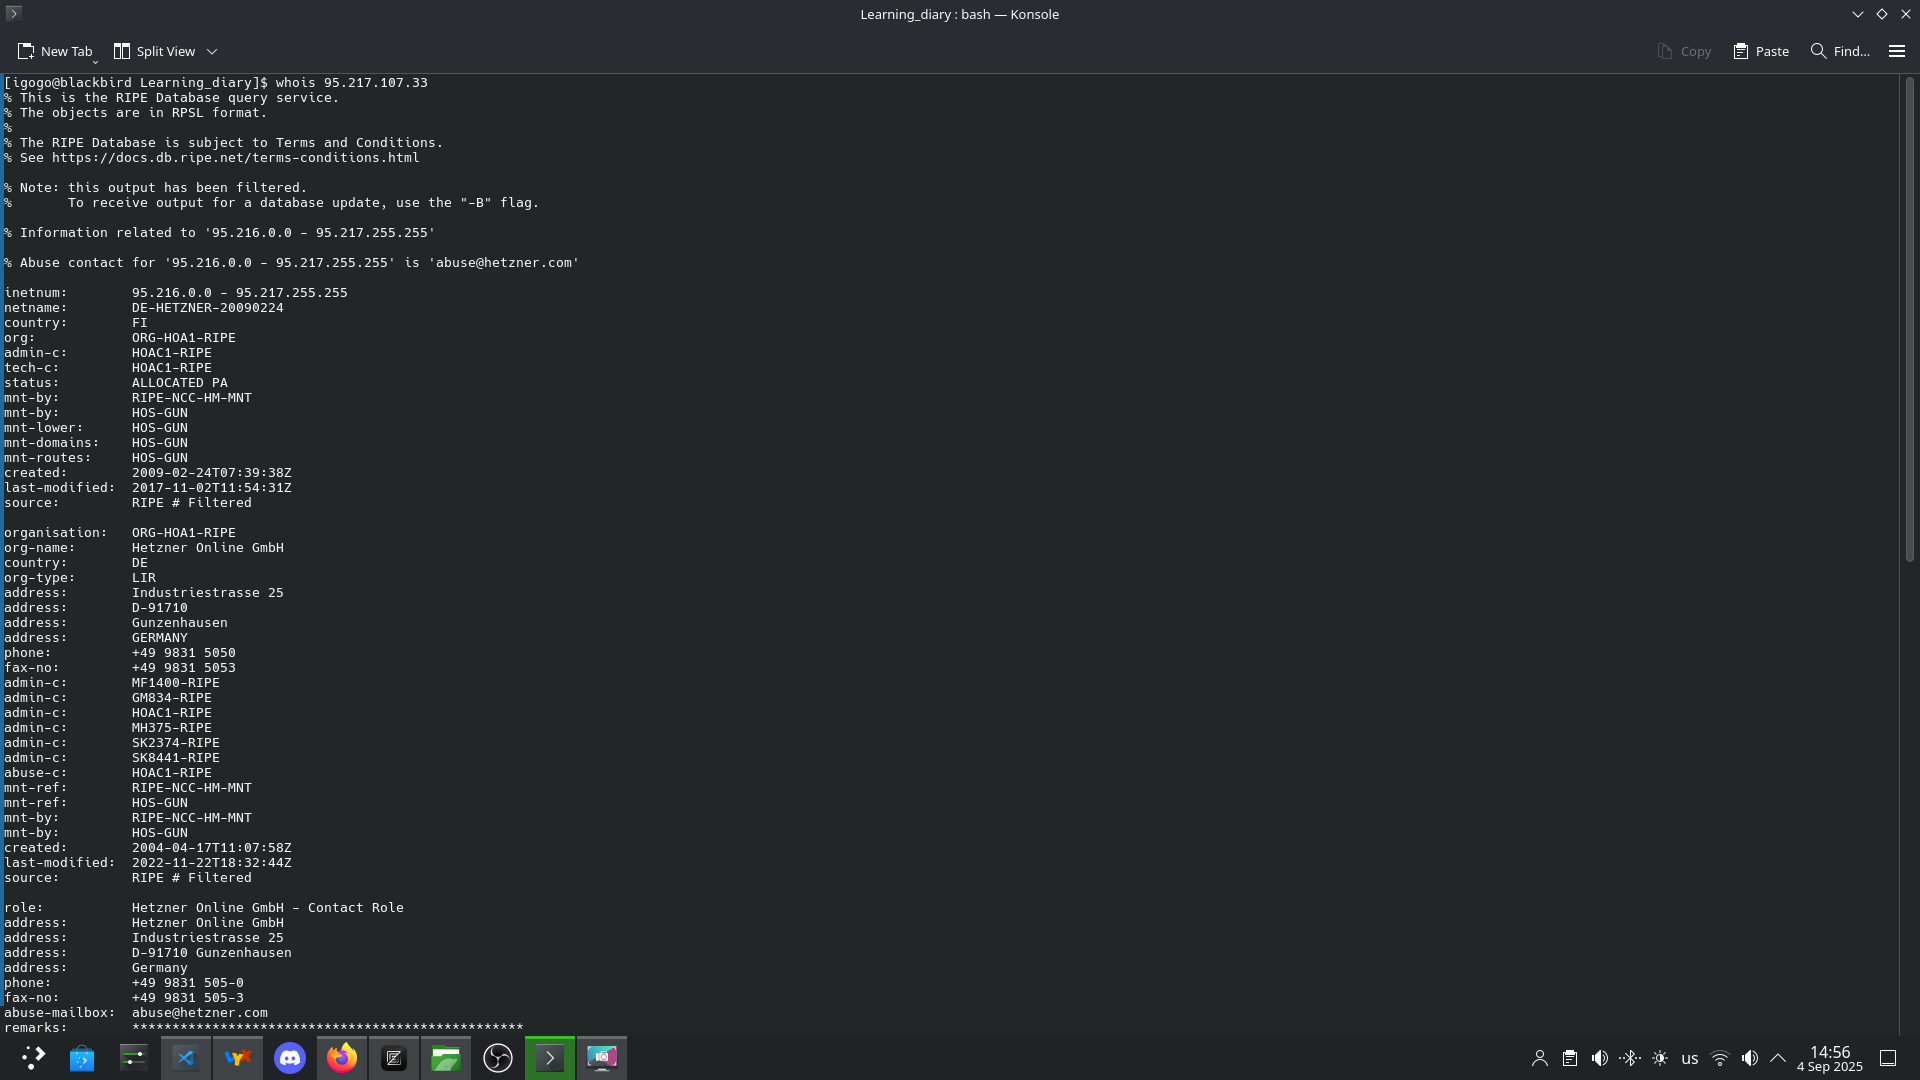 Learning_diary : bash — Konsole
New Tab
Split View
Copy
Paste
Find...
[igogo@blackbird Learning_diary]$ whois 95.217.107.33
% This is the RIPE Database query service.
% The objects are in RPSL format.
%
% The RIPE Database is subject to Terms and Conditions.
% See https://docs.db.ripe.net/terms-conditions.html
% Note: this output has been filtered.
%       To receive output for a database update, use the "-B" flag.
% Information related to '95.216.0.0 - 95.217.255.255'
% Abuse contact for '95.216.0.0 - 95.217.255.255' is 'abuse@hetzner.com'
inetnum:        95.216.0.0 - 95.217.255.255
netname:        DE-HETZNER-20090224
country:        FI
org:            ORG-HOA1-RIPE
admin-c:        HOAC1-RIPE
tech-c:         HOAC1-RIPE
status:         ALLOCATED PA
mnt-by:         RIPE-NCC-HM-MNT
mnt-by:         HOS-GUN
mnt-lower:      HOS-GUN
mnt-domains:    HOS-GUN
mnt-routes:     HOS-GUN
created:        2009-02-24T07:39:38Z
last-modified:  2017-11-02T11:54:31Z
source:         RIPE # Filtered
organisation:   ORG-HOA1-RIPE
org-name:       Hetzner Online GmbH
country:        DE
org-type:       LIR
address:        Industriestrasse 25
address:        D-91710
address:        Gunzenhausen
address:        GERMANY
phone:          +49 9831 5050
fax-no:         +49 9831 5053
admin-c:        MF1400-RIPE
admin-c:        GM834-RIPE
admin-c:        HOAC1-RIPE
admin-c:        MH375-RIPE
admin-c:        SK2374-RIPE
admin-c:        SK8441-RIPE
abuse-c:        HOAC1-RIPE
mnt-ref:        RIPE-NCC-HM-MNT
mnt-ref:        HOS-GUN
mnt-by:         RIPE-NCC-HM-MNT
mnt-by:         HOS-GUN
created:        2004-04-17T11:07:58Z
last-modified:  2022-11-22T18:32:44Z
source:         RIPE # Filtered
role:           Hetzner Online GmbH - Contact Role
address:        Hetzner Online GmbH
address:        Industriestrasse 25
address:        D-91710 Gunzenhausen
address:        Germany
phone:          +49 9831 505-0
fax-no:         +49 9831 505-3
abuse-mailbox:  abuse@hetzner.com
remarks:        *************************************************
us
14:56
4 Sep 2025